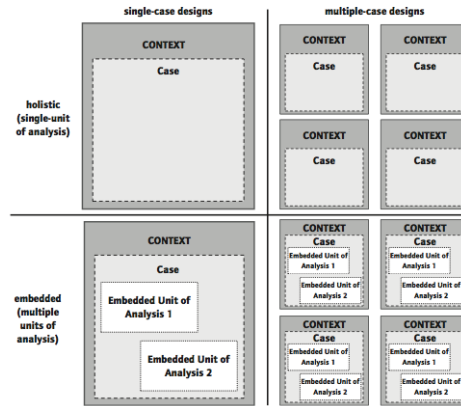 single-case designs
multiple-case designs
holistic
(single-unit
of analysis)
CONTEXT
Case
CONTEXT
Case
CONTEXT
Case
CONTEXT
Case
CONTEXT
Case
embedded
(multiple
units of
analysis)
CONTEXT
Case
Embedded Unit of
Analysis 1
Embedded Unit of
Analysis 2
CONTEXT
Case
Embedded Unit of
Analysis 1
Embedded Unit of
Analysis 2
CONTEXT
Case
Embedded Unit of
Analysis 1
Embedded Unit of
Analysis 2
CONTEXT
Case
Embedded Unit of
Analysis 1
Embedded Unit of
Analysis 2
CONTEXT
Case
Embedded Unit of
Analysis 1
Embedded Unit of
Analysis 2